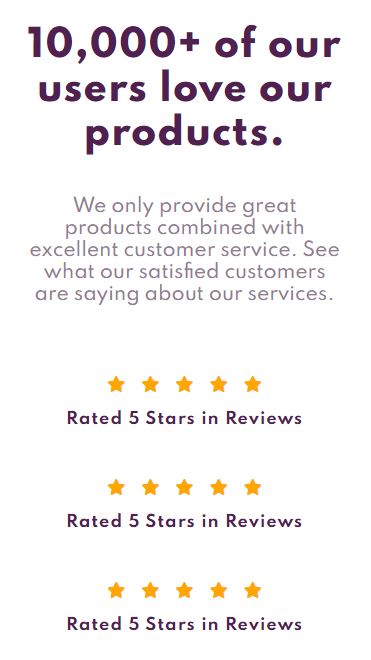 10,000+ of our
users love our
products.
We only provide great
products combined with
excellent customer service. See
what our satisfied customers
are saying about our services.
Rated 5 Stars in Reviews
Rated 5 Stars in Reviews
Rated 5 Stars in Reviews